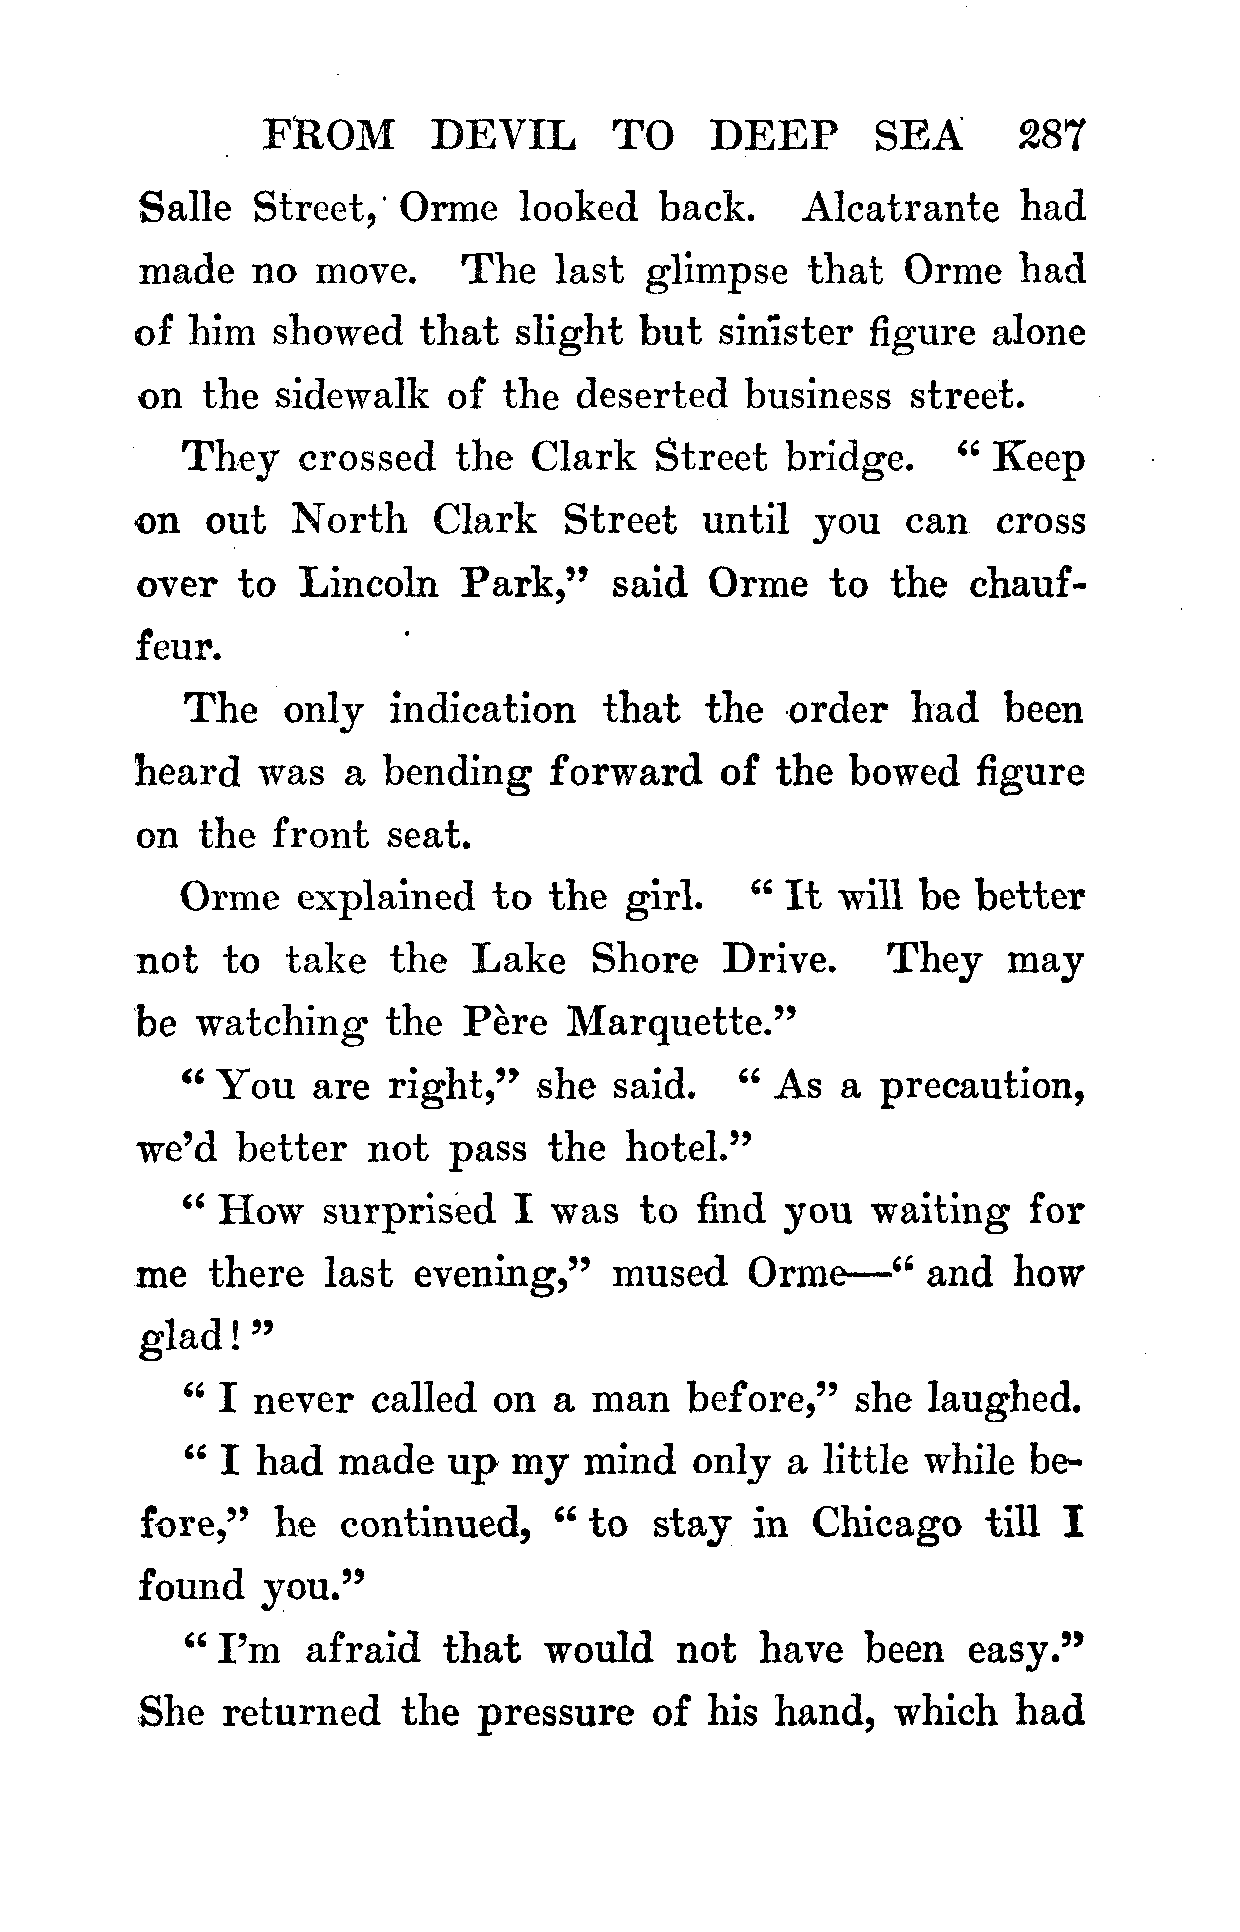 FROM DEVIL TO DEEP SEA 287
Salle Street, Orme looked back. Alcatrante had
made no move. The last glimpse that Orme had
of him showed that slight but sinister figure alone
on the sidewalk of the deserted business street.
They crossed the Clark Street bridge. “ Keep
on out North Clark Street until you can cross
over to Lincoln Park,” said Orme to the chauf-
feur.
The only indication that the order had been
heard was a bending forward of the bowed figure
on the front seat.
Orme explained to the girl. “ It will be better
not to take the Lake Shore Drive. They may
be watching the Père Marquette.”
“ You are right,” she said. “ As a precaution,
we’d better not pass the hotel.”
“ How surprised I was to find you waiting for
me there last evening,” mused Orme—“ and how
glad! ”
“ I never called on a man before,” she laughed.
“ I had made up my mind only a little while be-
fore,” he continued, “ to stay in Chicago till I
found you.”
“ I’m afraid that would not have been easy.”
She returned the pressure of his hand, which had